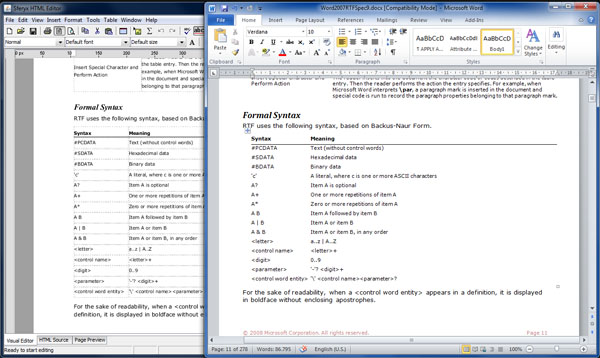 Sferyx HTML Editor
File Edit View Insert Format Tools Table Window Help
Normal Default font Default size
0 px
Insert Special Character and
Perform Action
the table entry. Then the reader
when Microsoft Word
in the document and special
belonging to that paragraph
Formal Syntax
RTF uses the following syntax, based on Backus-Naur Form.
Syntax Meaning
#PCDATA Text (without control words)
#SDATA Hexadecimal data
#BDATA Binary data
'c' A literal, where c is one or more A
A? Item A is optional
A+ One or more repetitions of item A
A* Zero or more repetitions of item A
A B Item A followed by item B
A | B Item A or item B
A & B Item A or item B, in any order
<letter> a..z | A..Z
<control name> <letter>+
<digit> 0..9
<parameter> '-'? <digit>+
<control word entity> '\' <control name><parameter>
For the sake of readability, when a <control wor
definition, it is displayed in boldface without en
Visual Editor HTML Source Page Preview
Ready to start editing
Word2007RTFSpec9.docx [Compatibility Mode] - Microsoft Word
File Home Insert Page Layout References Mailings Review View Add-Ins
Verdana 10
Paste
AaBbCcD AaBbCcD AaBbCcD
¶ APPLY A... Attribute ... Body1
Change Styles Editing
Clipboard Font Paragraph Styles
Perform Action
entry. Then the reader performs the action the entry specifies. For example, when
Microsoft Word interprets \par, a paragraph mark is inserted in the document and
special code is run to record the paragraph properties belonging to that paragraph mark.
Formal Syntax
RTF uses the following syntax, based on Backus-Naur Form.
Syntax Meaning
#PCDATA Text (without control words)
#SDATA Hexadecimal data
#BDATA Binary data
'c' A literal, where c is one or more ASCII characters
A? Item A is optional
A+ One or more repetitions of item A
A* Zero or more repetitions of item A
A B Item A followed by item B
A | B Item A or item B
A & B Item A or item B, in any order
<letter> a..z | A..Z
<control name> <letter>+
<digit> 0..9
<parameter> '-'? <digit>+
<control word entity> '\' <control name><parameter>?
For the sake of readability, when a <control word entity> appears in a definition, it is displayed
in boldface without enclosing apostrophes.
© 2008 Microsoft Corporation. All rights reserved. Page 11
Page: 11 of 278 Words: 86.795 English (U.S.) 100%